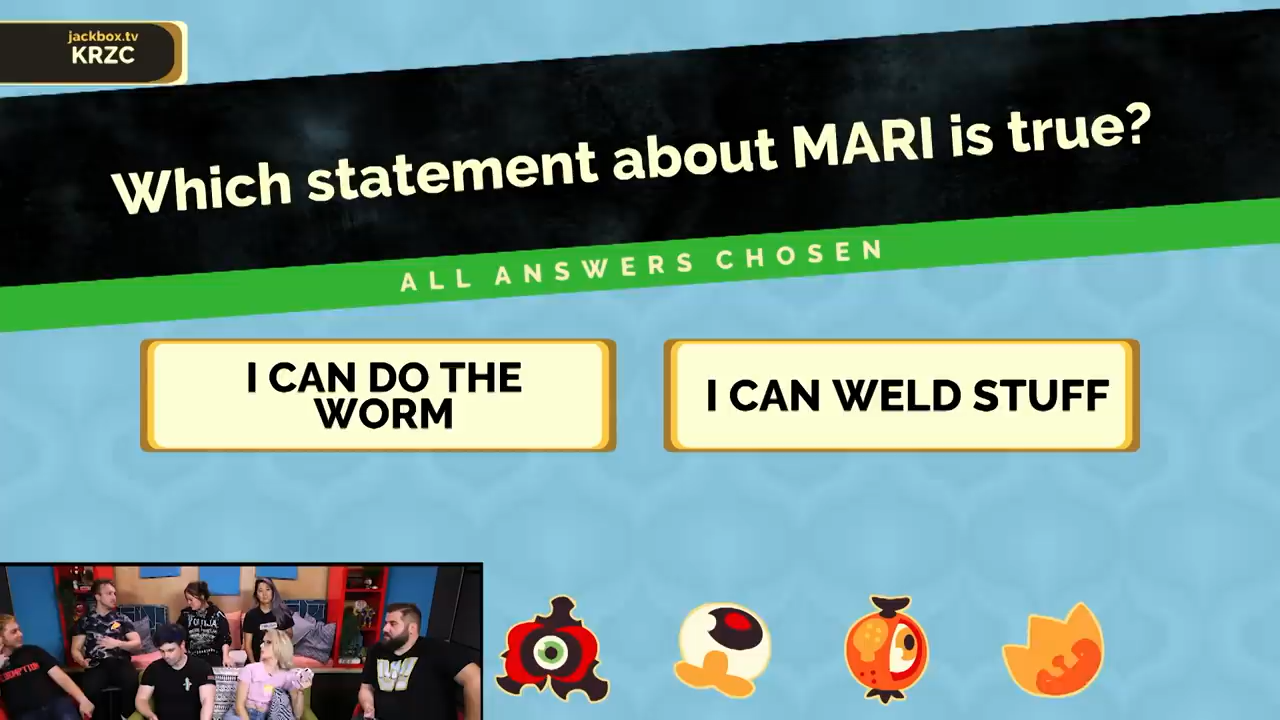 jackbox.tv
KRZC
Which statement about MARI is true?
ALL ANSWERS CHOSEN
I CAN DO THE
WORM
I CAN WELD STUFF